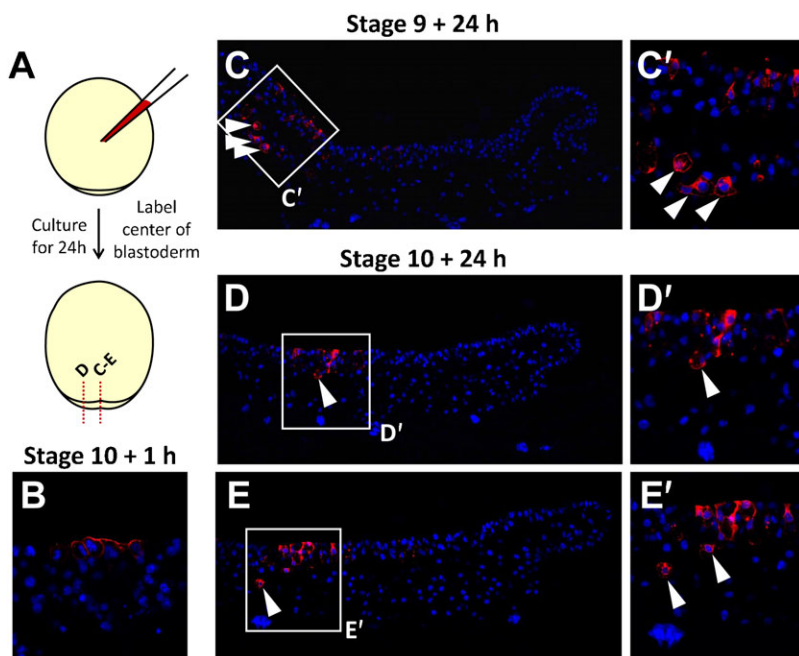 Stage 9 + 24 h
A
C
C′
C′
Culture for 24h
Label center of blastoderm
Stage 10 + 24 h
D
D′
D′
D
C-E
Stage 10 + 1 h
B
E
E′
E′